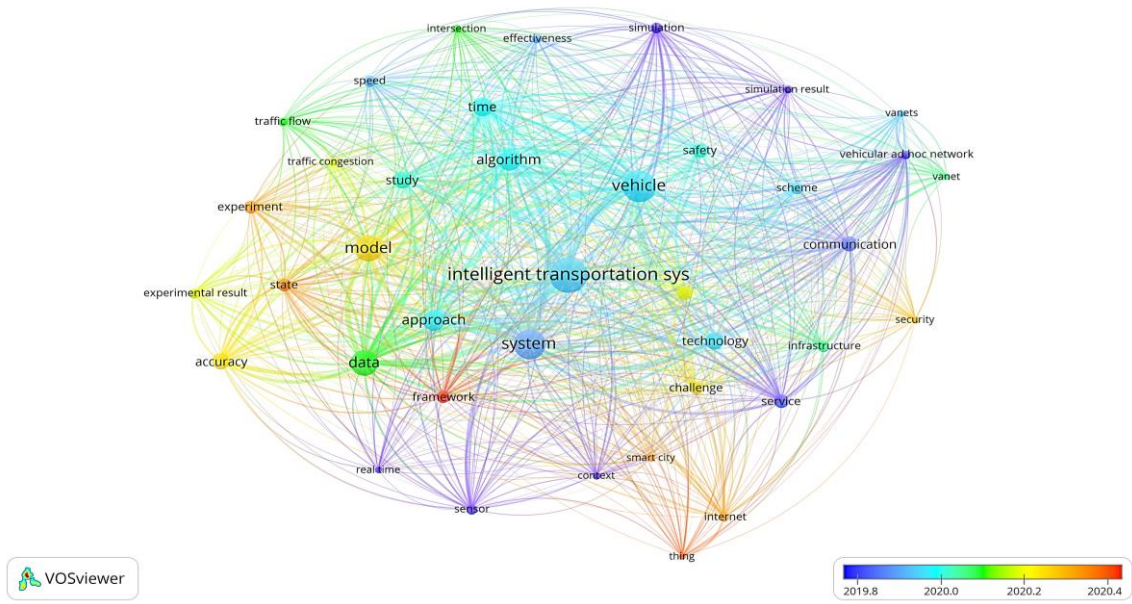 simulation
intersection
effectiveness
speed
simulation result
time
vanets
traffic flow
safety
vehicular ad hoc network
traffic congestion
algorithm
vanet
study
vehicle
scheme
experiment
model
communication
intelligent transportation sys
state
experimental result
approach
security
system
technology
infrastructure
accuracy
data
challenge
framework
service
smart city
real time
context
sensor
internet
thing
VOSviewer
2019.8 2020.0 2020.2 2020.4